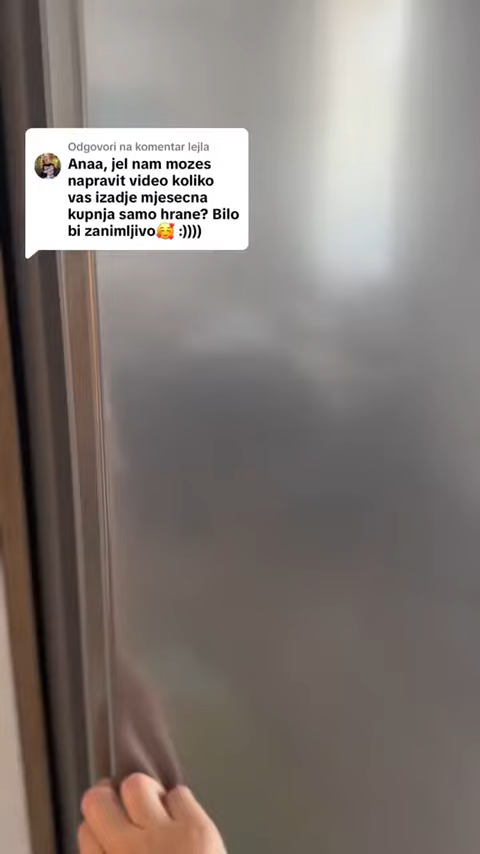 Odgovori na komentar lejla
Anaa, jel nam mozes
napravit video koliko
vas izadje mjesecna
kupnja samo hrane? Bilo
bi zanimljivo🥰 :))))